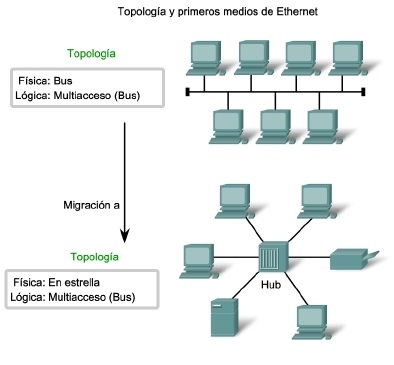 Topología y primeros medios de Ethernet
Topología
Física: Bus
Lógica: Multiacceso (Bus)
Migración a
Topología
Física: En estrella
Lógica: Multiacceso (Bus)
Hub